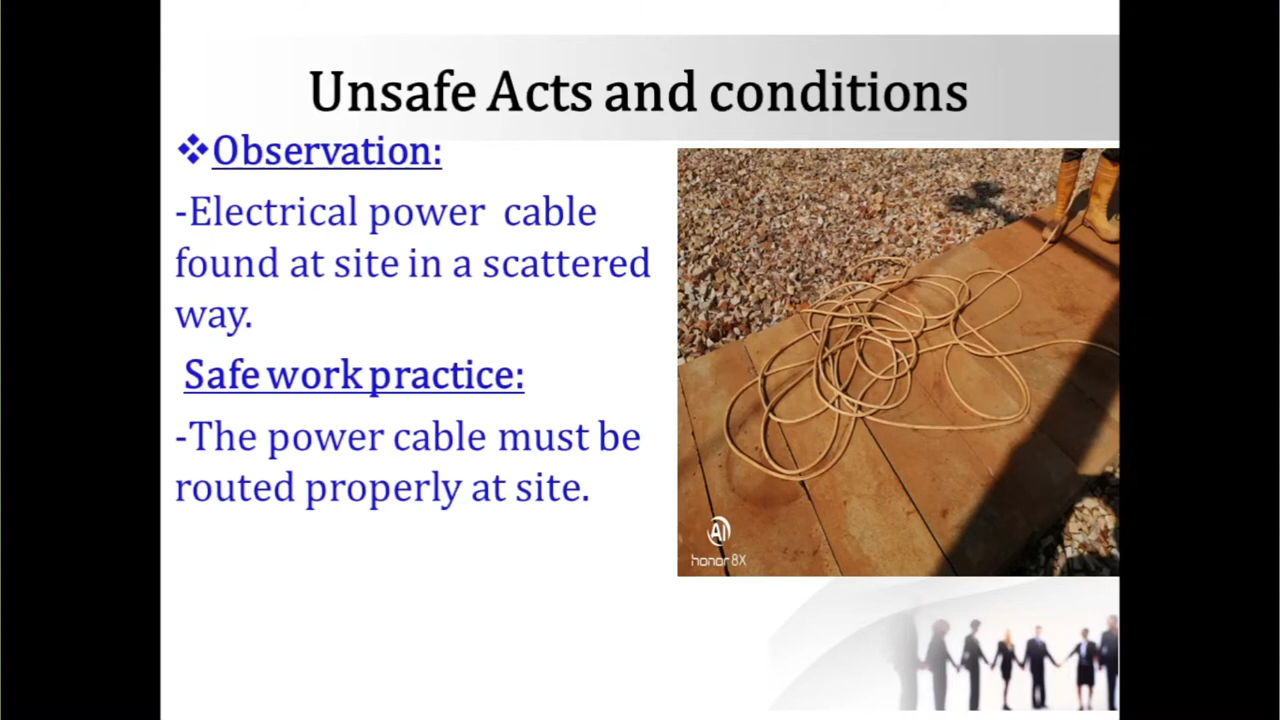 Unsafe Acts and conditions
❖Observation:
-Electrical power cable
found at site in a scattered
way.
Safe work practice:
-The power cable must be
routed properly at site.
AI
honor 8X